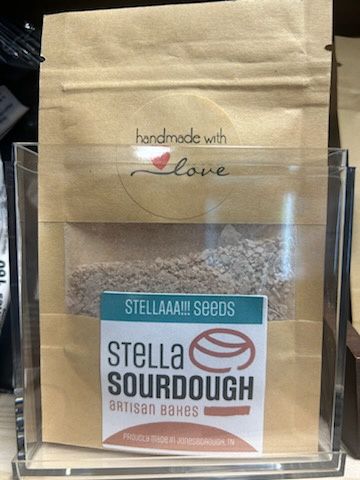 handmade with
love
STELLAAA!!! SEEDS
STELLA
SOURDOUGH
ARTISAN BAKES
PROUDLY MADE IN JONESBOROUGH, TN